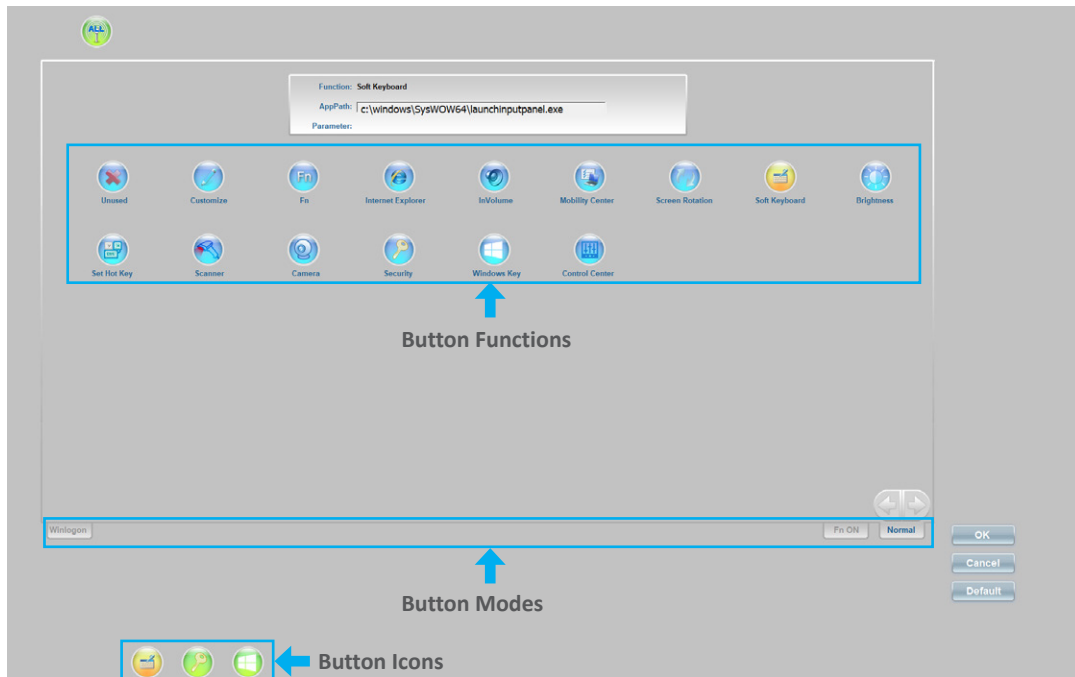 ALL
Function: Soft Keyboard
AppPath: c:\windows\SysWOW64\launchinputpanel.exe
Parameter:
Fn
Unused Customize Fn Internet Explorer InVolume Mobility Center Screen Rotation Soft Keyboard Brightness
Set Hot Key Scanner Camera Security Windows Key Control Center
Button Functions
Winlogon Fn ON Normal
OK
Cancel
Default
Button Modes
Button Icons